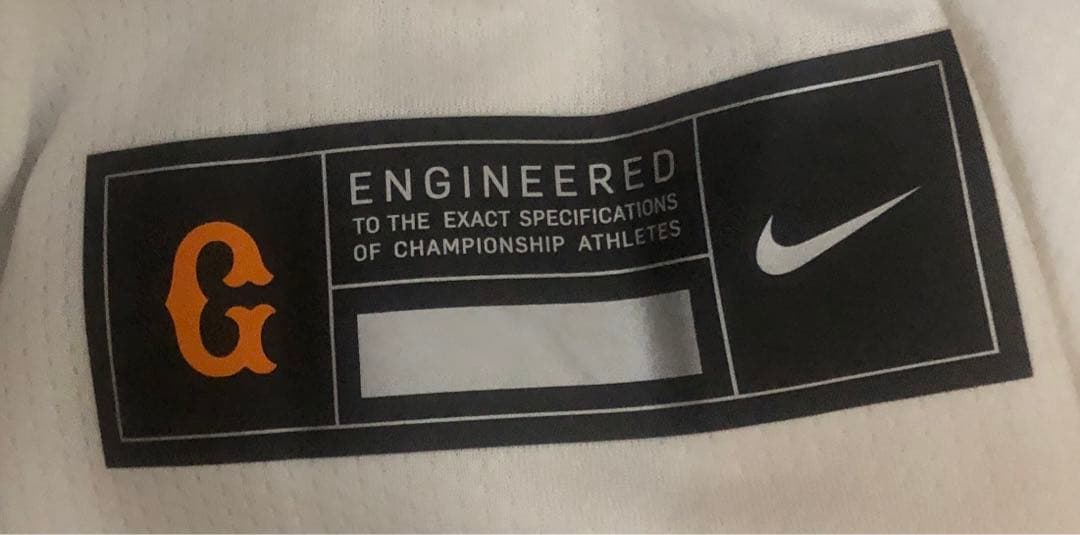 G
ENGINEERED
TO THE EXACT SPECIFICATIONS
OF CHAMPIONSHIP ATHLETES